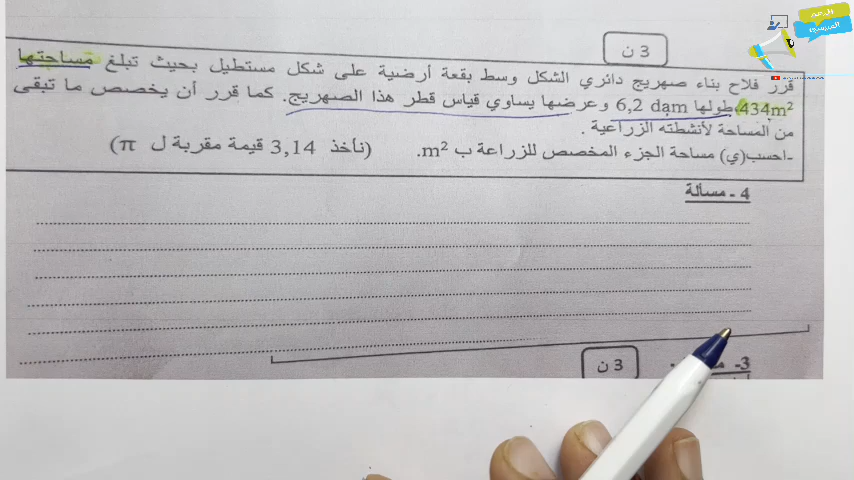 3 ن
قرر فلاح بناء صهريج دائري الشكل وسط بقعة أرضية على شكل مستطيل بحيث تبلغ مساحتها
434m² طولها 6,2 dam وعرضها يساوي قياس قطر هذا الصهريج. كما قرر أن يخصص ما تبقى
من المساحة لأنشطته الزراعية .
-احسب(ي) مساحة الجزء المخصص للزراعة ب m². (نأخذ 3,14 قيمة مقربة ل π)
4 - مسألة
3 ن
3-